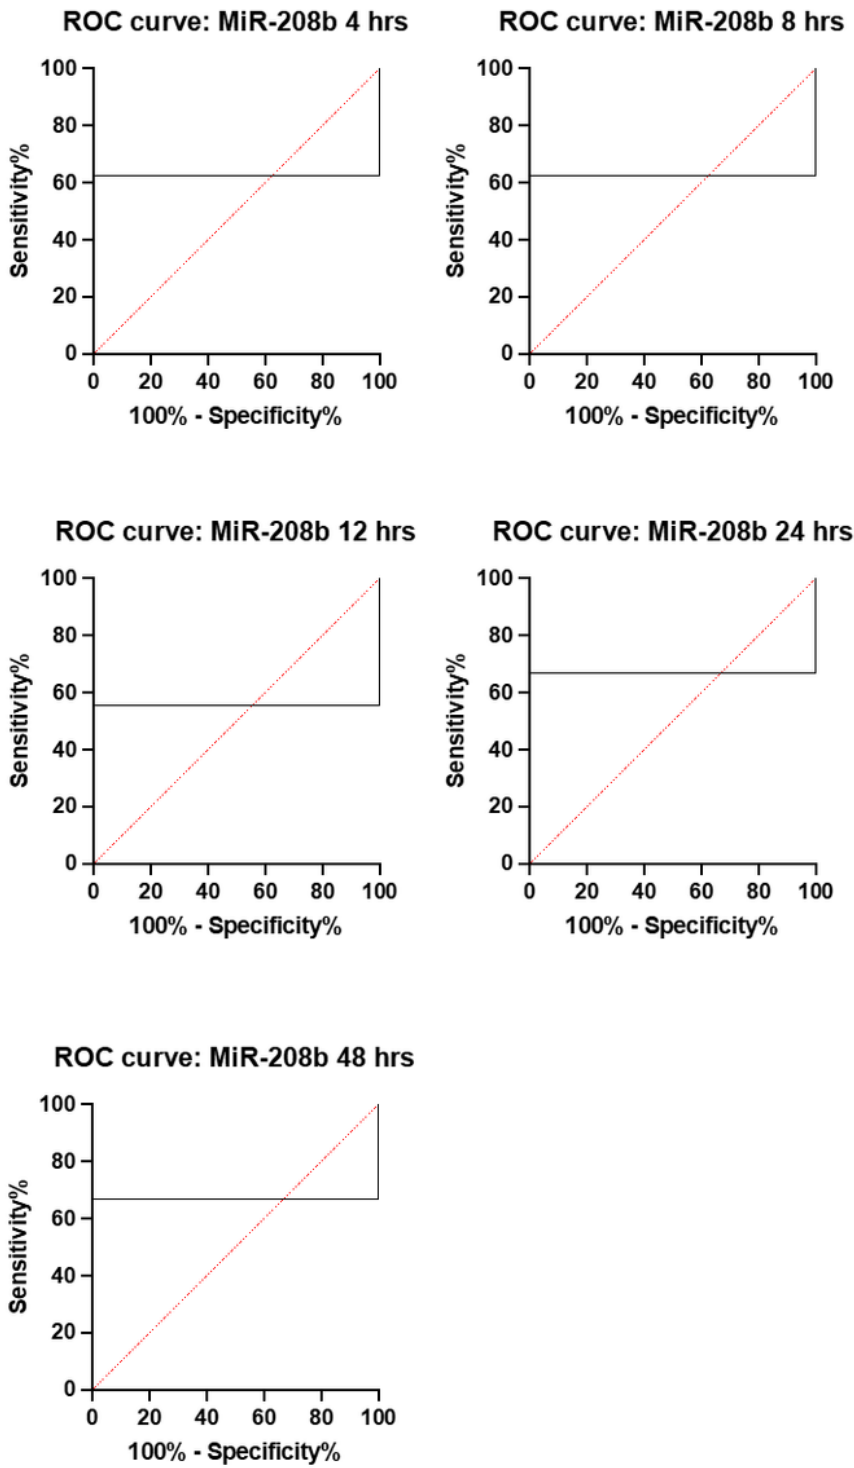 ROC curve: MiR-208b 4 hrs
100
80
60
40
20
0
Sensitivity%
0 20 40 60 80 100
100% - Specificity%
ROC curve: MiR-208b 8 hrs
100
80
60
40
20
0
Sensitivity%
0 20 40 60 80 100
100% - Specificity%
ROC curve: MiR-208b 12 hrs
100
80
60
40
20
0
Sensitivity%
0 20 40 60 80 100
100% - Specificity%
ROC curve: MiR-208b 24 hrs
100
80
60
40
20
0
Sensitivity%
0 20 40 60 80 100
100% - Specificity%
ROC curve: MiR-208b 48 hrs
100
80
60
40
20
0
Sensitivity%
0 20 40 60 80 100
100% - Specificity%